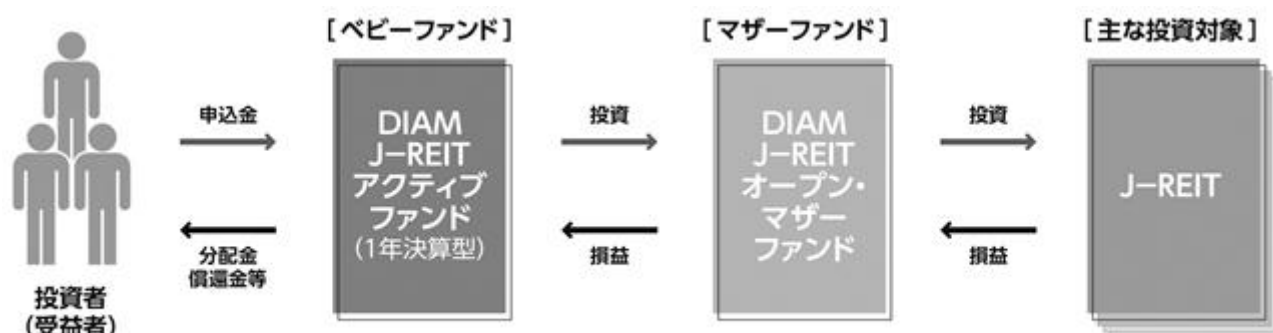 [ベビーファンド]
[マザーファンド]
[主な投資対象]
申込金
投資
投資
DIAM
J-REIT
アクティブ
ファンド
(1年決算型)
DIAM
J-REIT
オープン・
マザー
ファンド
J-REIT
分配金
償還金等
損益
損益
投資者
(受益者)